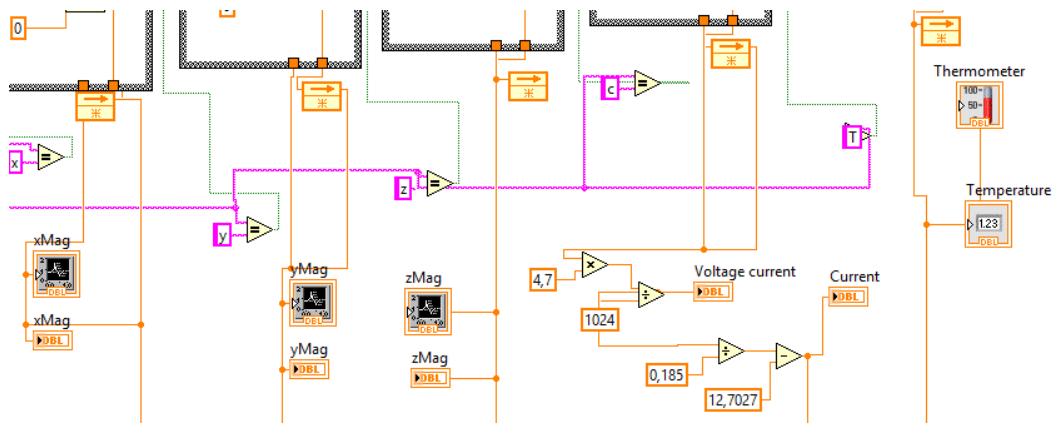 0
c
T
Thermometer
100-
50-
0-
DBL
x
z
y
Temperature
1.23
DBL
xMag
DBL
xMag
DBL
yMag
DBL
yMag
DBL
zMag
DBL
zMag
DBL
4,7
1024
Voltage current
DBL
Current
DBL
0,185
12,7027